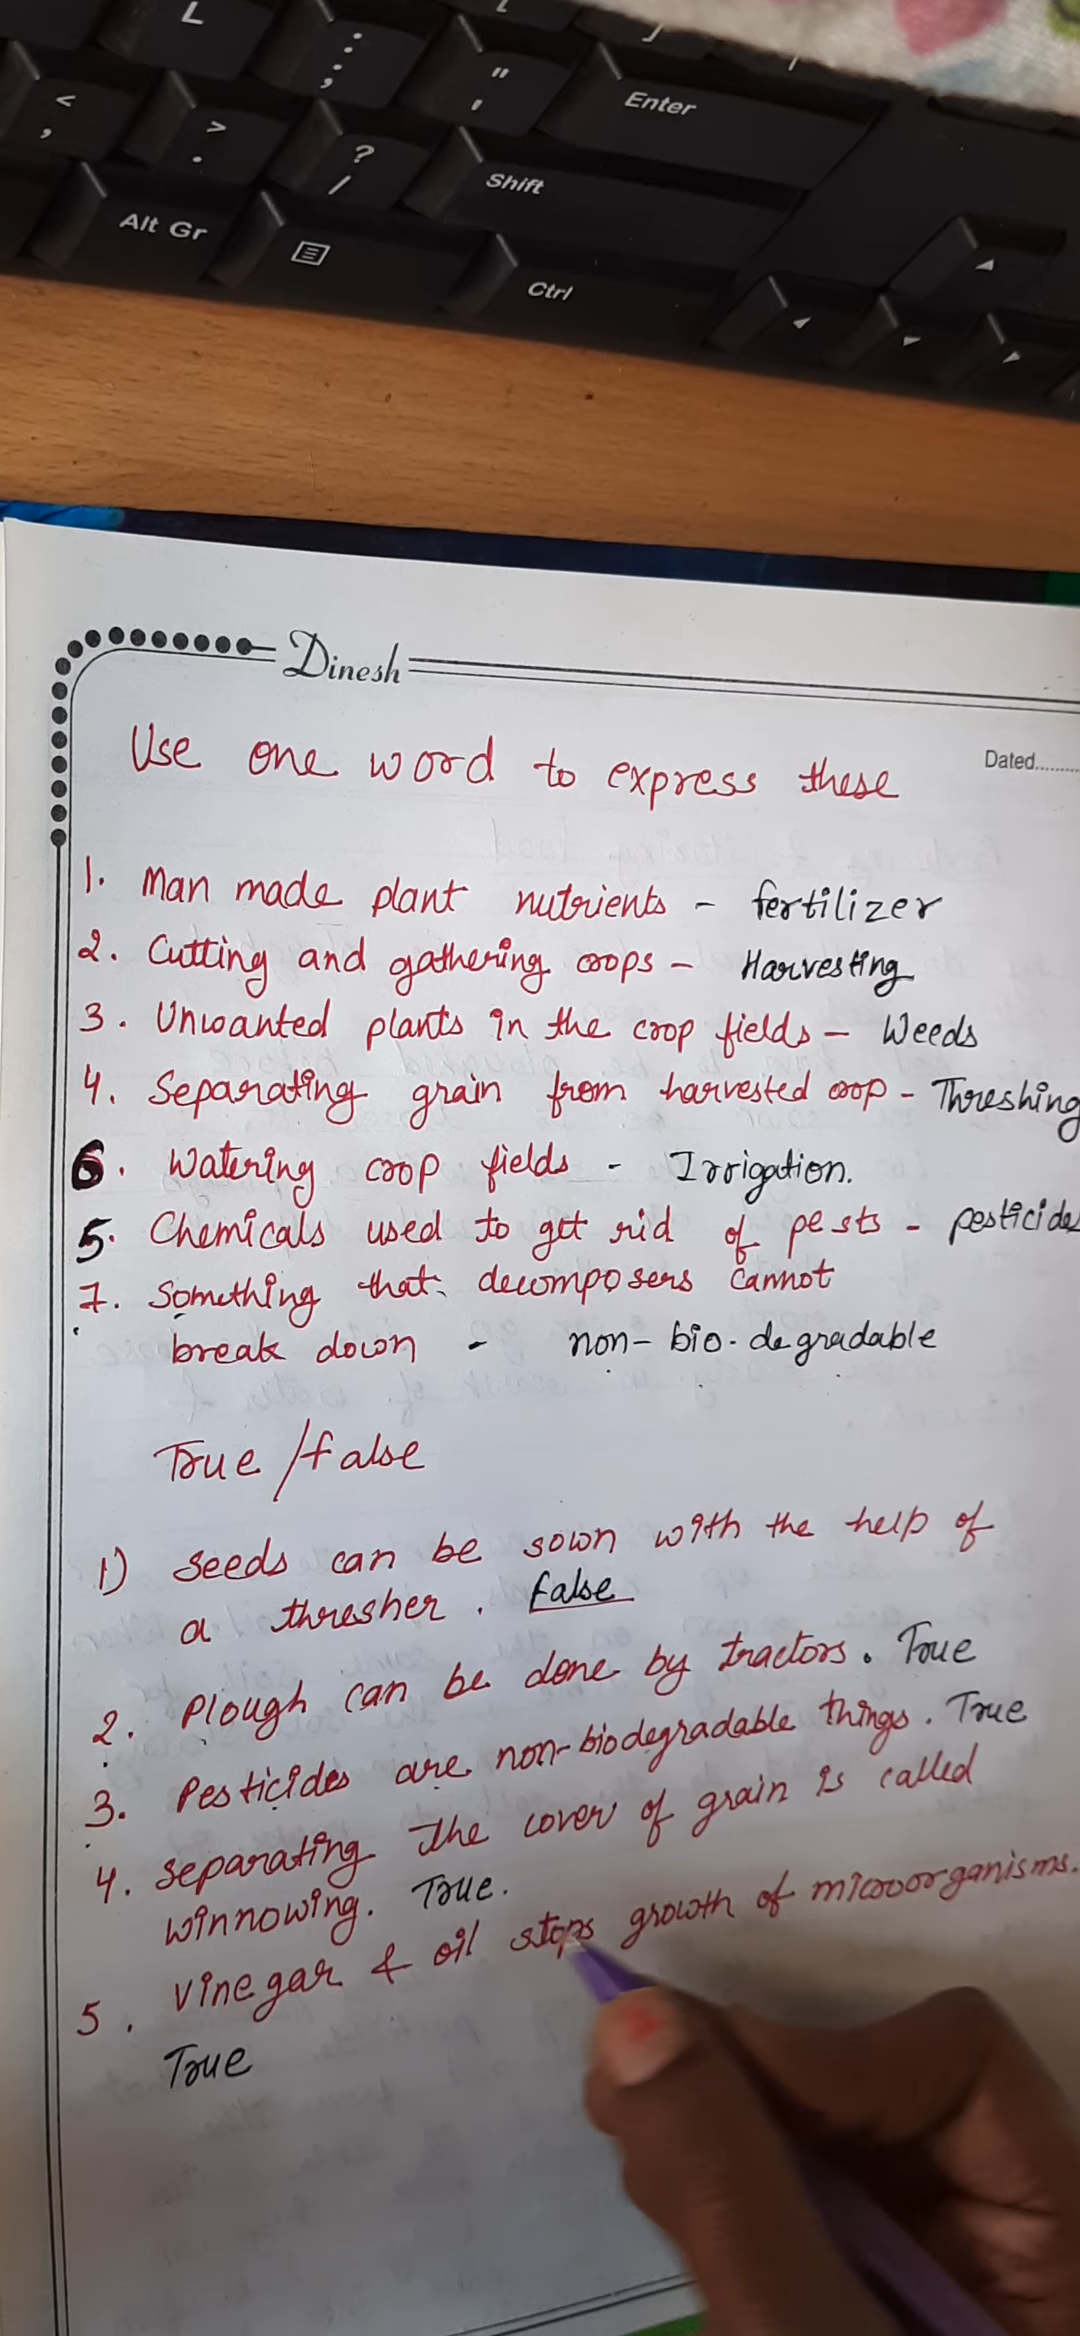 L
: ;
" '
Enter
< ,
> .
? /
Shift
Alt Gr
Ctrl
Dinesh
Dated..........
Use one word to express these
1. Man made plant nutrients - fertilizer
2. Cutting and gathering crops - Harvesting
3. Unwanted plants in the crop fields - Weeds
4. Separating grain from harvested crop - Threshing
6. Watering crop fields - Irrigation.
5. Chemicals used to get rid of pests - pesticides
7. Something that decomposers cannot
break down - non-bio-degradable
True/false
1) Seeds can be sown with the help of
a thresher. false
2. Plough can be done by tractors. True
3. Pesticides are non-biodegradable things. True
4. Separating the cover of grain is called
winnowing. True.
5. Vinegar & oil stops growth of microorganisms.
True